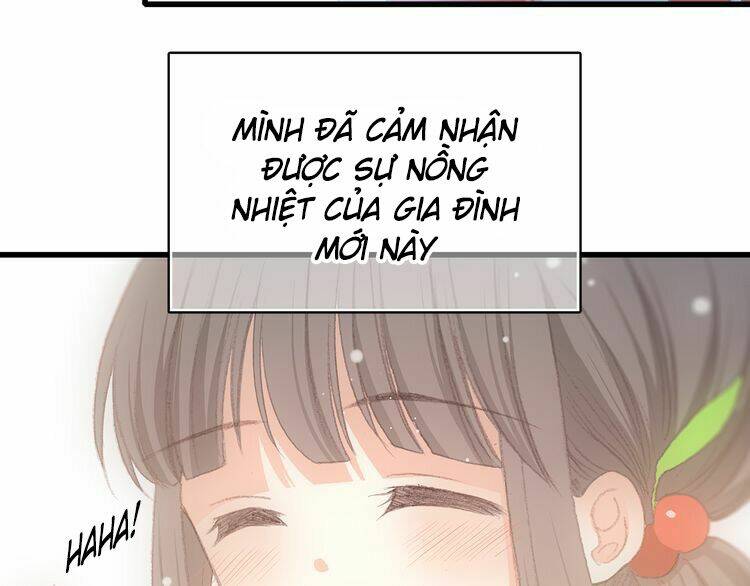 MÌNH ĐÃ CẢM NHẬN
ĐƯỢC SỰ NỒNG
NHIỆT CỦA GIA ĐÌNH
MỚI NÀY
HAHA!